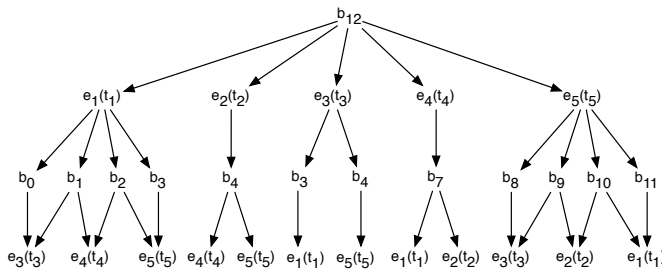 b12
e1(t1) e2(t2) e3(t3) e4(t4) e5(t5)
b0 b1 b2 b3 b4 b3 b4 b7 b8 b9 b10 b11
e3(t3) e4(t4) e5(t5) e4(t4) e5(t5) e1(t1) e5(t5) e1(t1) e2(t2) e3(t3) e2(t2) e1(t1)